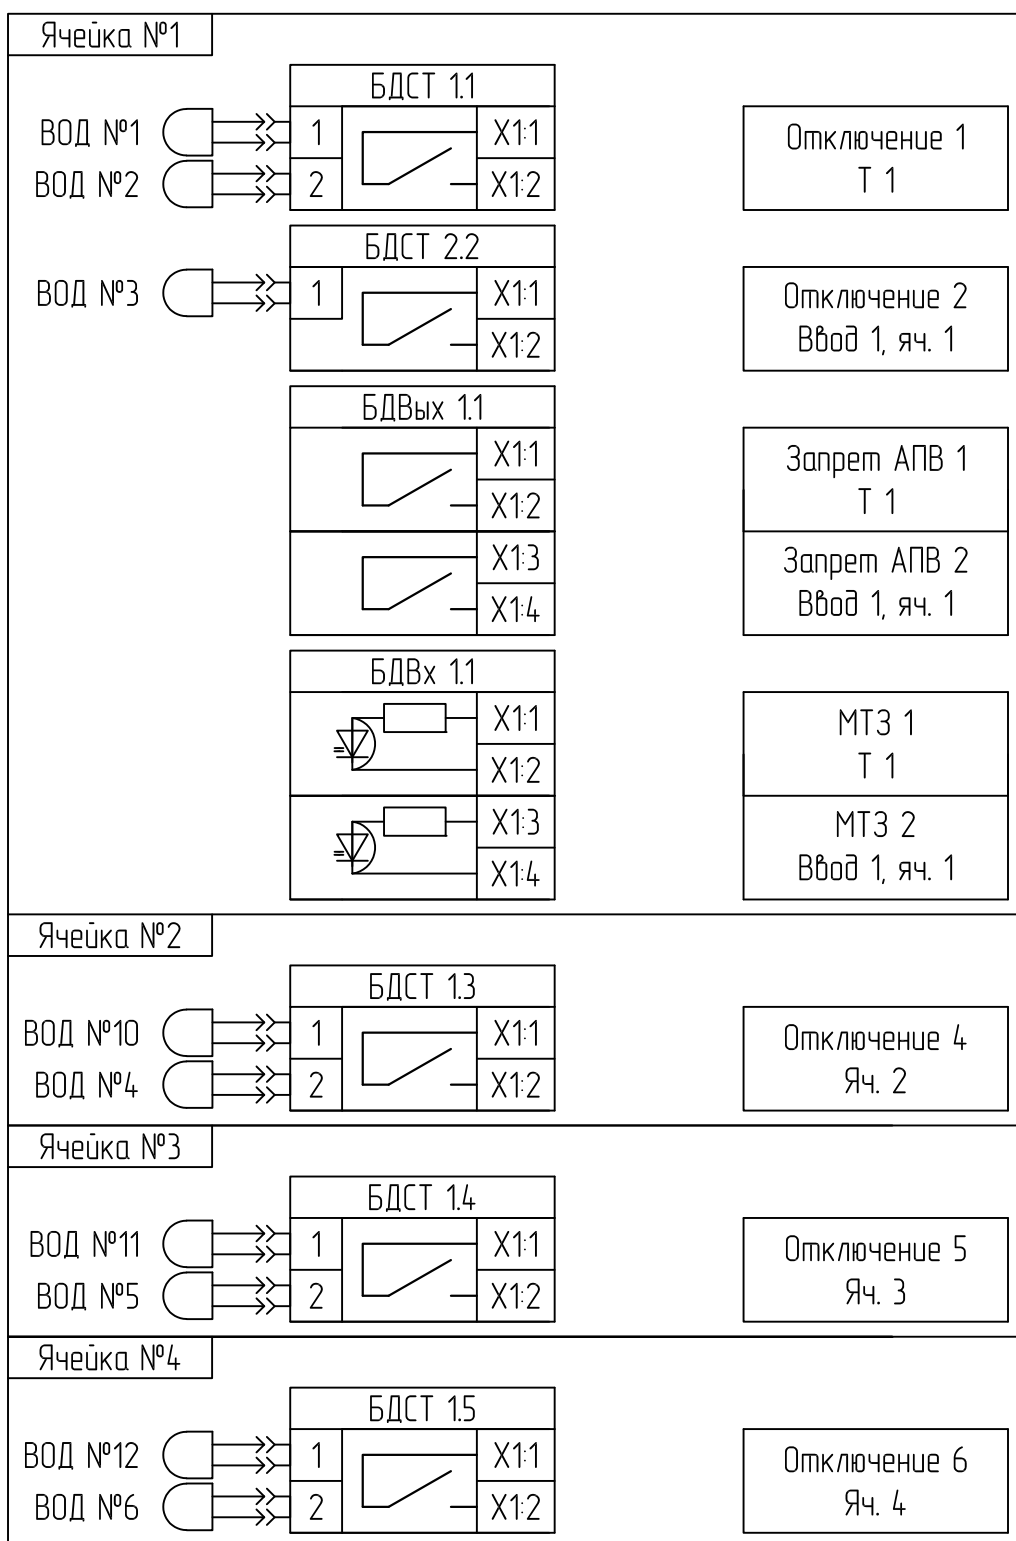 Ячейка №1
БДСТ 1.1
ВОД №1
1
X1:1
Отключение 1
ВОД №2
2
X1:2
Т 1
БДСТ 2.2
ВОД №3
1
X1:1
Отключение 2
X1:2
Ввод 1, яч. 1
БДВых 1.1
X1:1
Запрет АПВ 1
X1:2
Т 1
X1:3
Запрет АПВ 2
X1:4
Ввод 1, яч. 1
БДВх 1.1
X1:1
МТЗ 1
X1:2
Т 1
X1:3
МТЗ 2
X1:4
Ввод 1, яч. 1
Ячейка №2
БДСТ 1.3
ВОД №10
1
X1:1
Отключение 4
ВОД №4
2
X1:2
Яч. 2
Ячейка №3
БДСТ 1.4
ВОД №11
1
X1:1
Отключение 5
ВОД №5
2
X1:2
Яч. 3
Ячейка №4
БДСТ 1.5
ВОД №12
1
X1:1
Отключение 6
ВОД №6
2
X1:2
Яч. 4